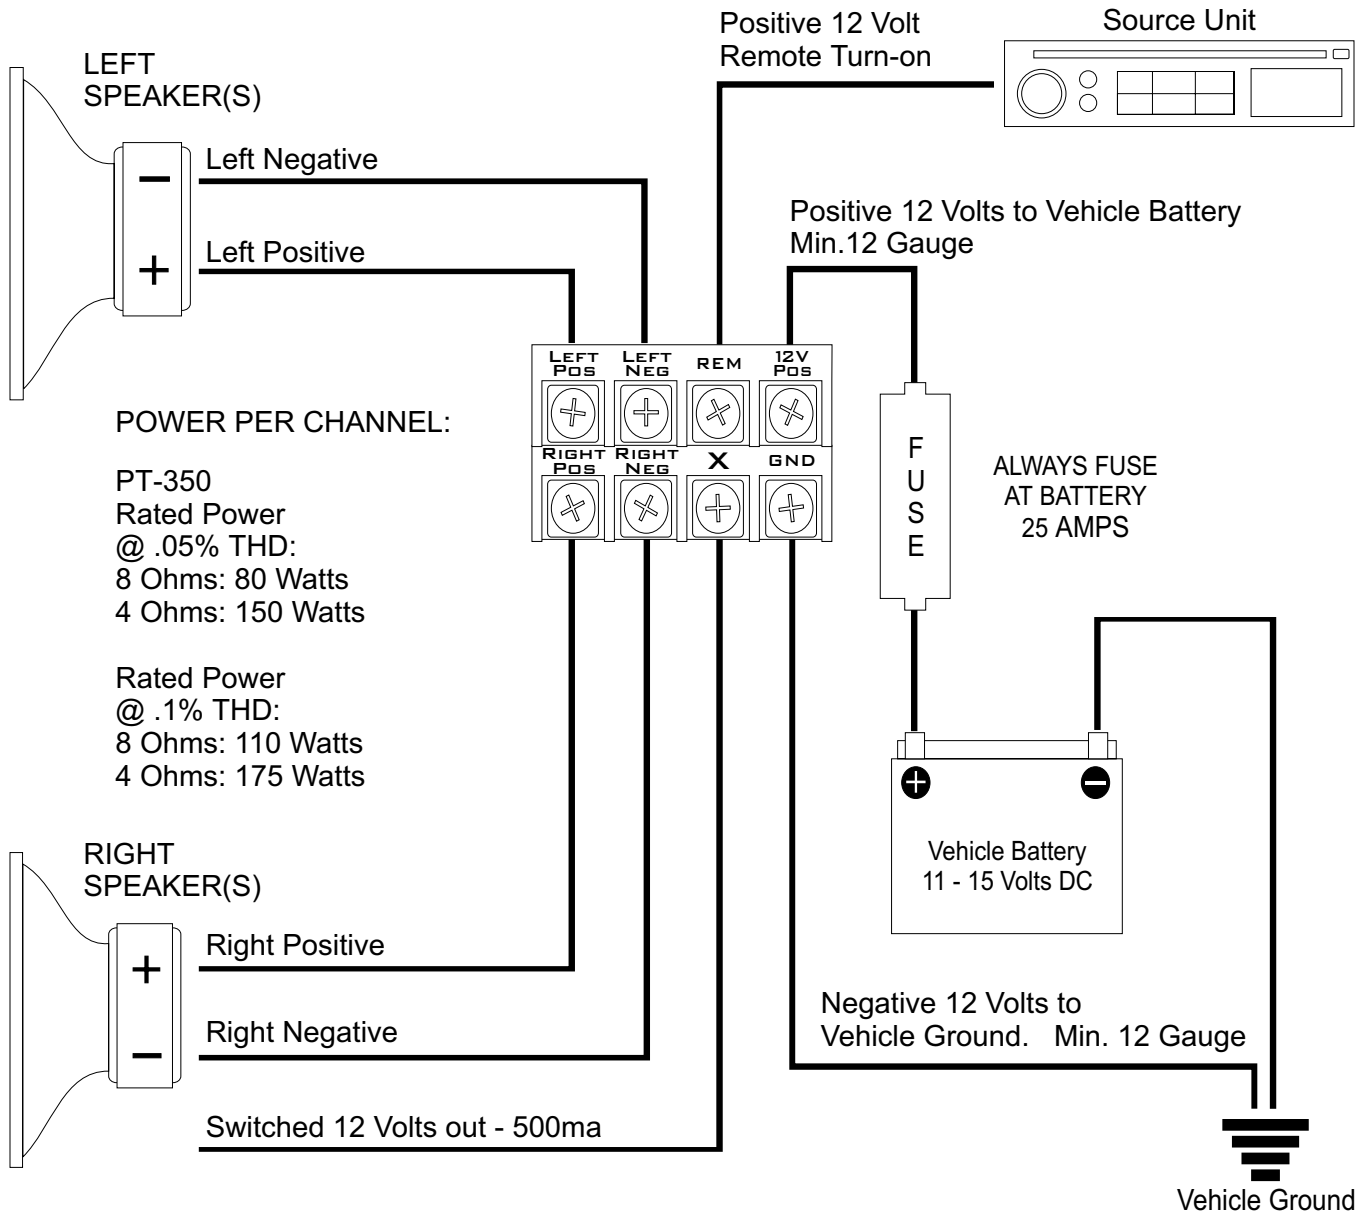 Positive 12 Volt
Remote Turn-on
Source Unit
LEFT
SPEAKER(S)
Left Negative
−
Left Positive
+
Positive 12 Volts to Vehicle Battery
Min.12 Gauge
LEFT
POS
LEFT
NEG
REM
12V
POS
RIGHT
POS
RIGHT
NEG
X
GND
FUSE
ALWAYS FUSE
AT BATTERY
25 AMPS
POWER PER CHANNEL:
PT-350
Rated Power
@ .05% THD:
8 Ohms: 80 Watts
4 Ohms: 150 Watts
Rated Power
@ .1% THD:
8 Ohms: 110 Watts
4 Ohms: 175 Watts
+
−
Vehicle Battery
11 - 15 Volts DC
RIGHT
SPEAKER(S)
+
Right Positive
Right Negative
−
Switched 12 Volts out - 500ma
Negative 12 Volts to
Vehicle Ground. Min. 12 Gauge
Vehicle Ground